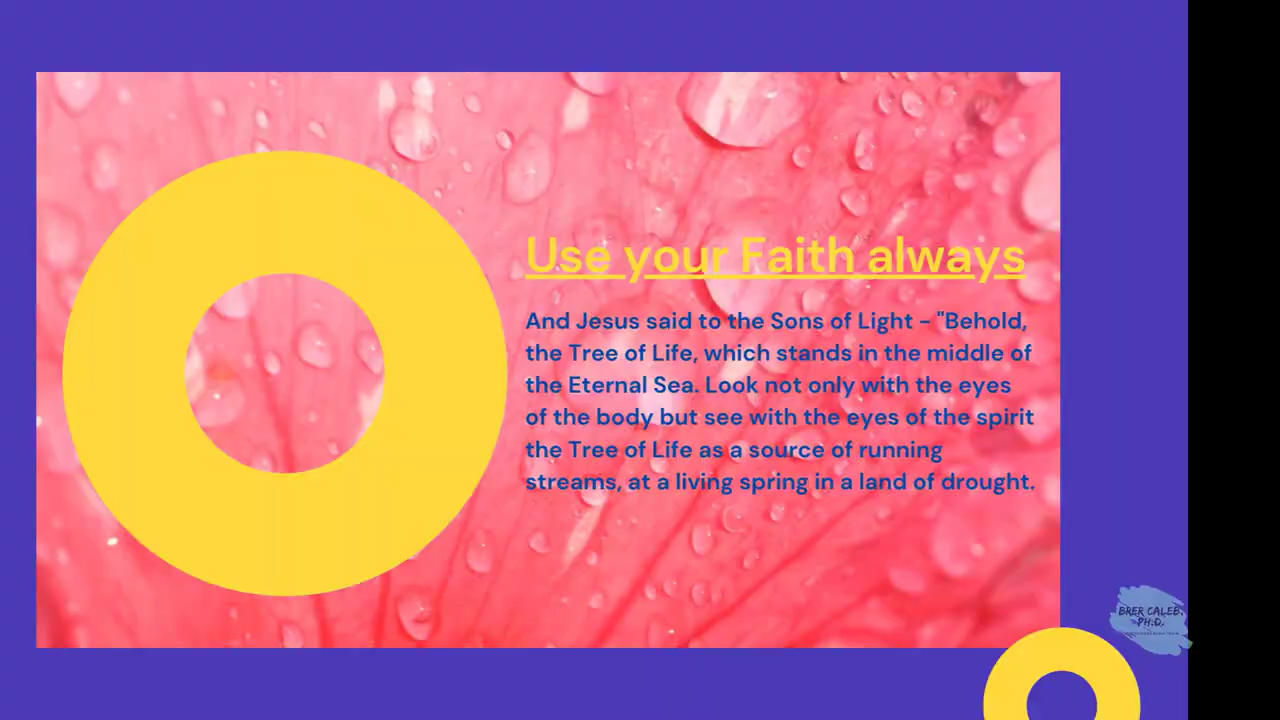 Use your Faith always
And Jesus said to the Sons of Light - "Behold,
the Tree of Life, which stands in the middle of
the Eternal Sea. Look not only with the eyes
of the body but see with the eyes of the spirit
the Tree of Life as a source of running
streams, at a living spring in a land of drought.
BRER CALEB,
PH.D.